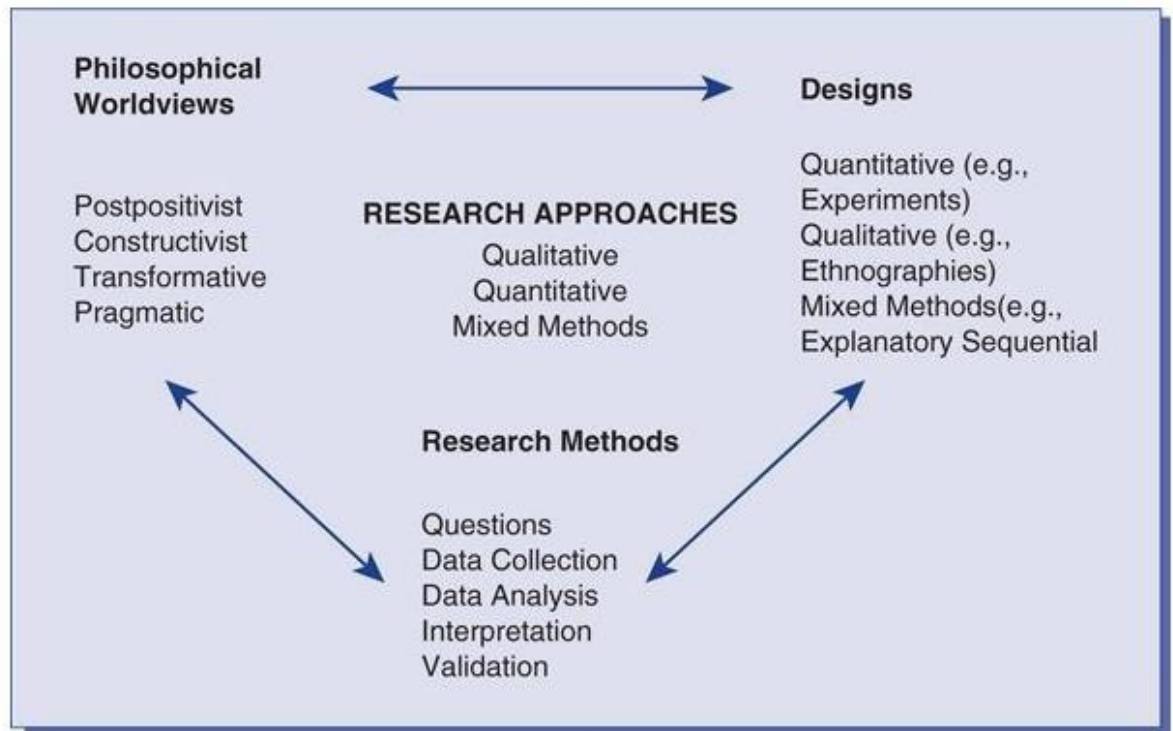 Philosophical
Worldviews
Postpositivist
Constructivist
Transformative
Pragmatic
RESEARCH APPROACHES
Qualitative
Quantitative
Mixed Methods
Designs
Quantitative (e.g.,
Experiments)
Qualitative (e.g.,
Ethnographies)
Mixed Methods(e.g.,
Explanatory Sequential
Research Methods
Questions
Data Collection
Data Analysis
Interpretation
Validation